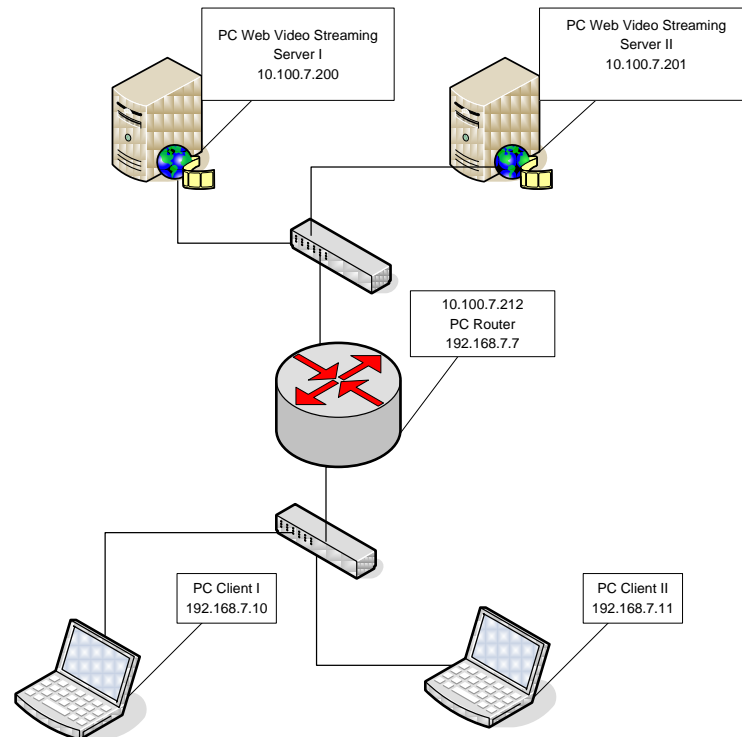 PC Web Video Streaming
Server I
10.100.7.200
PC Web Video Streaming
Server II
10.100.7.201
10.100.7.212
PC Router
192.168.7.7
PC Client I
192.168.7.10
PC Client II
192.168.7.11